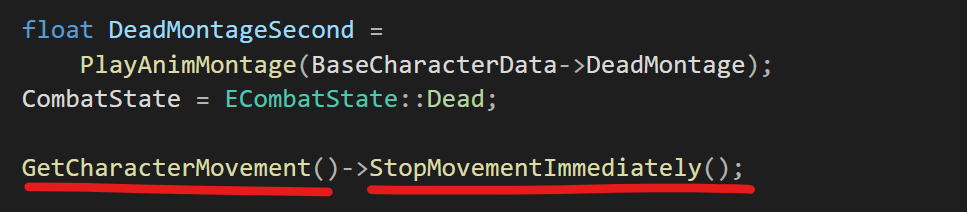 float DeadMontageSecond =
PlayAnimMontage(BaseCharacterData->DeadMontage);
CombatState = ECombatState::Dead;
GetCharacterMovement()->StopMovementImmediately();